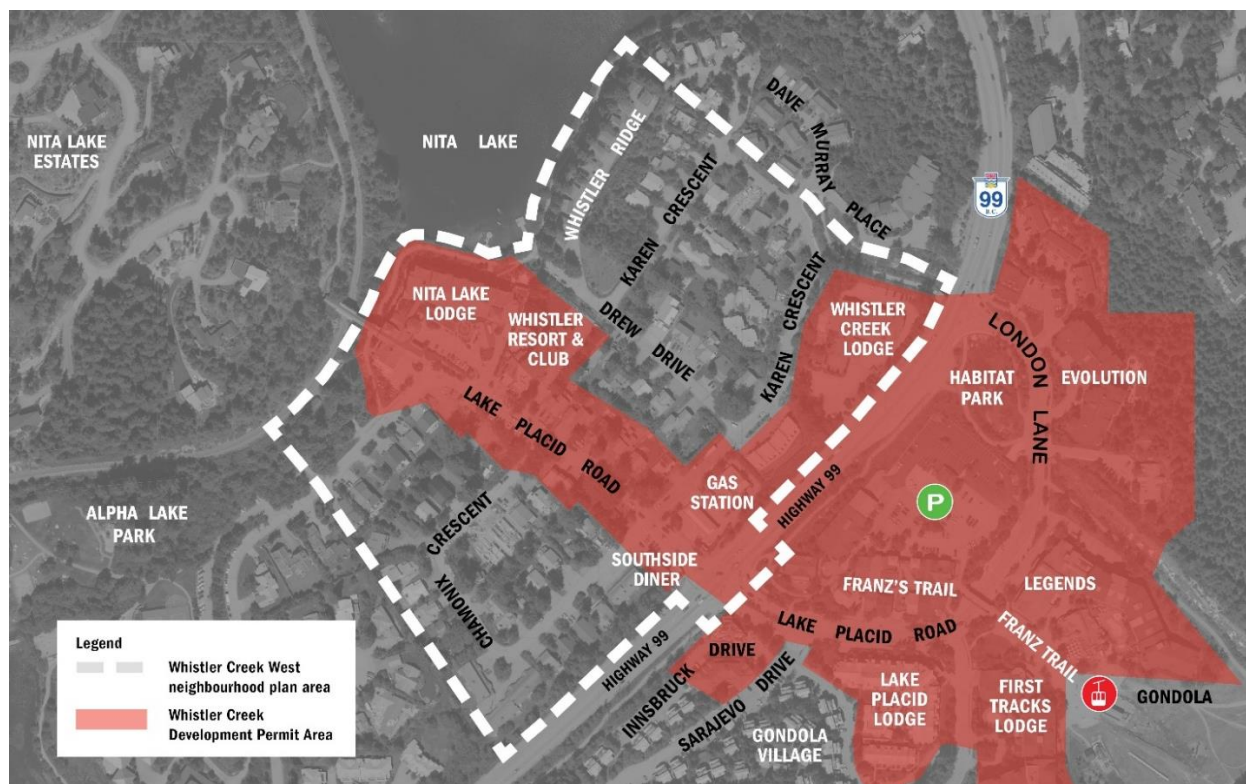 NITA LAKE
ESTATES
NITA LAKE
WHISTLER RIDGE
KAREN CRESCENT
DAVE MURRAY PLACE
99
B.C.
NITA LAKE
LODGE
WHISTLER
RESORT &
CLUB
DREW DRIVE
KAREN CRESCENT
WHISTLER
CREEK
LODGE
LONDON LANE
HABITAT
PARK
EVOLUTION
LAKE PLACID ROAD
GAS
STATION
HIGHWAY 99
P
ALPHA LAKE
PARK
CHAMONIX CRESCENT
SOUTHSIDE
DINER
FRANZ'S TRAIL
LEGENDS
LAKE PLACID ROAD
FRANZ TRAIL
HIGHWAY 99
INNSBRUCK DRIVE
SARAJEVO DRIVE
GONDOLA
VILLAGE
LAKE
PLACID
LODGE
FIRST
TRACKS
LODGE
GONDOLA
Legend
Whistler Creek West
neighbourhood plan area
Whistler Creek
Development Permit Area